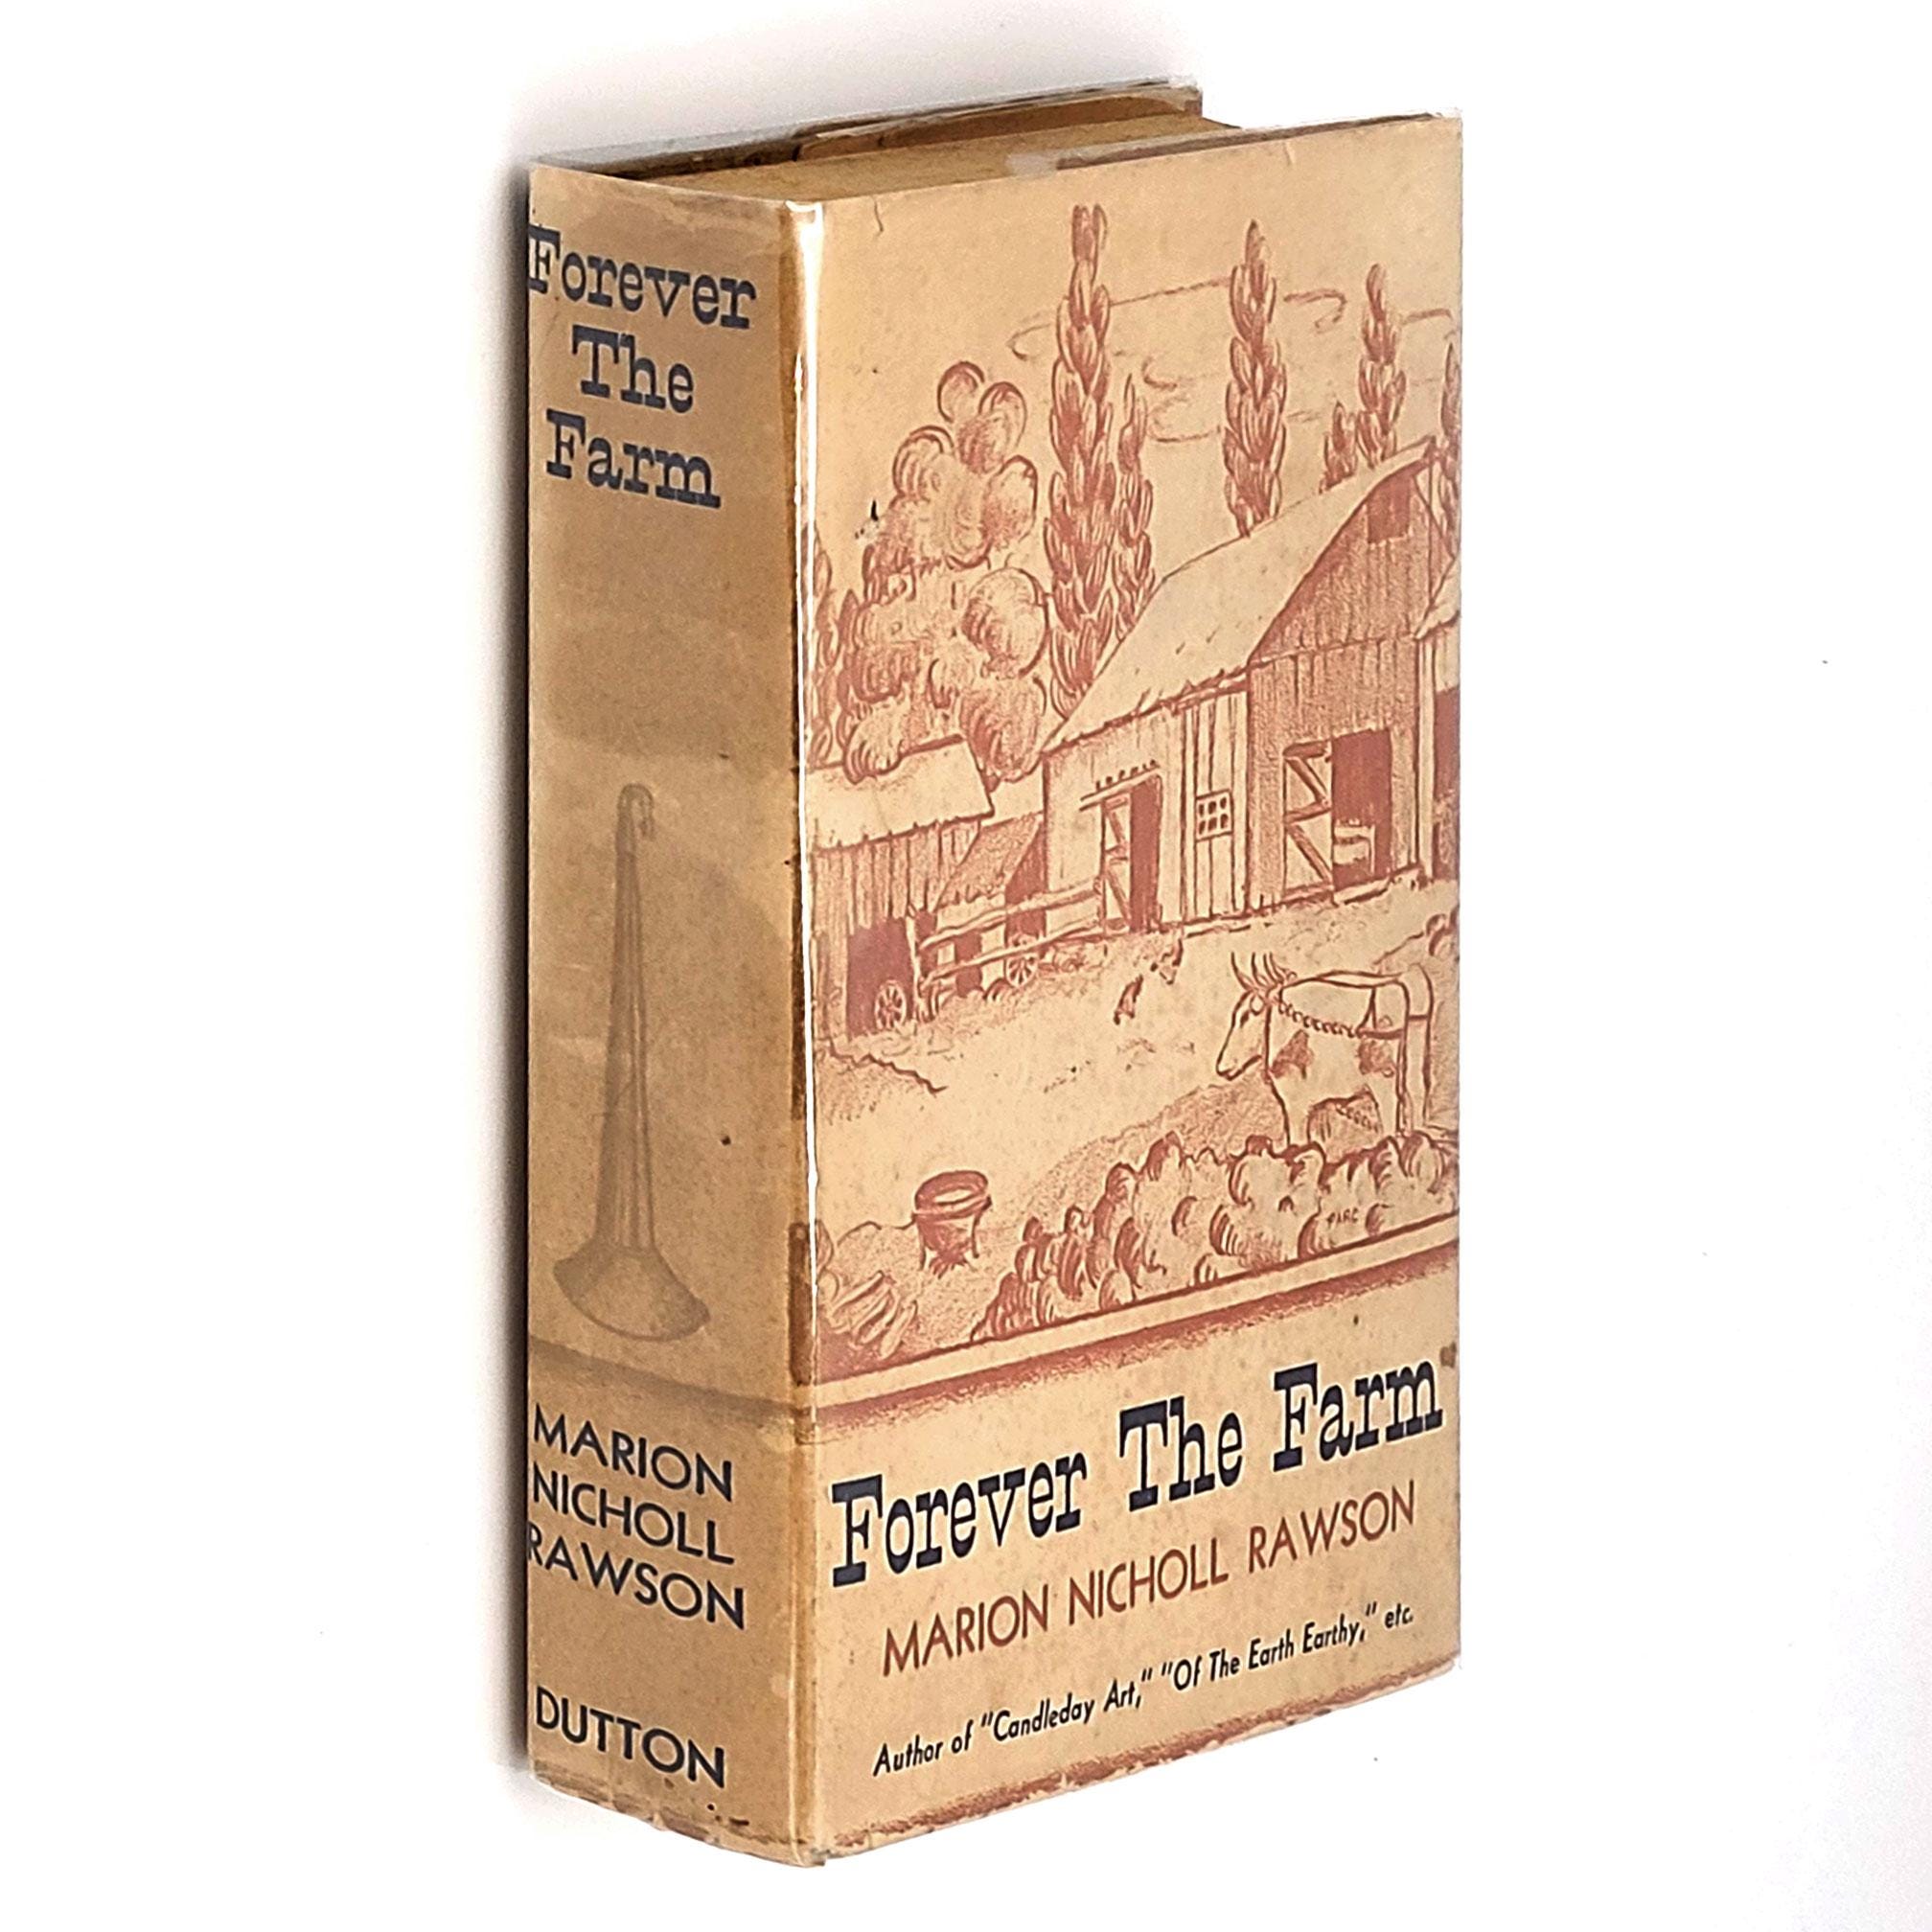 Forever
The
Farm
MARION
NICHOLL
RAWSON
DUTTON
Forever The Farm
MARION NICHOLL RAWSON
Author of "Candleday Art," "Of The Earth Earthy," etc.